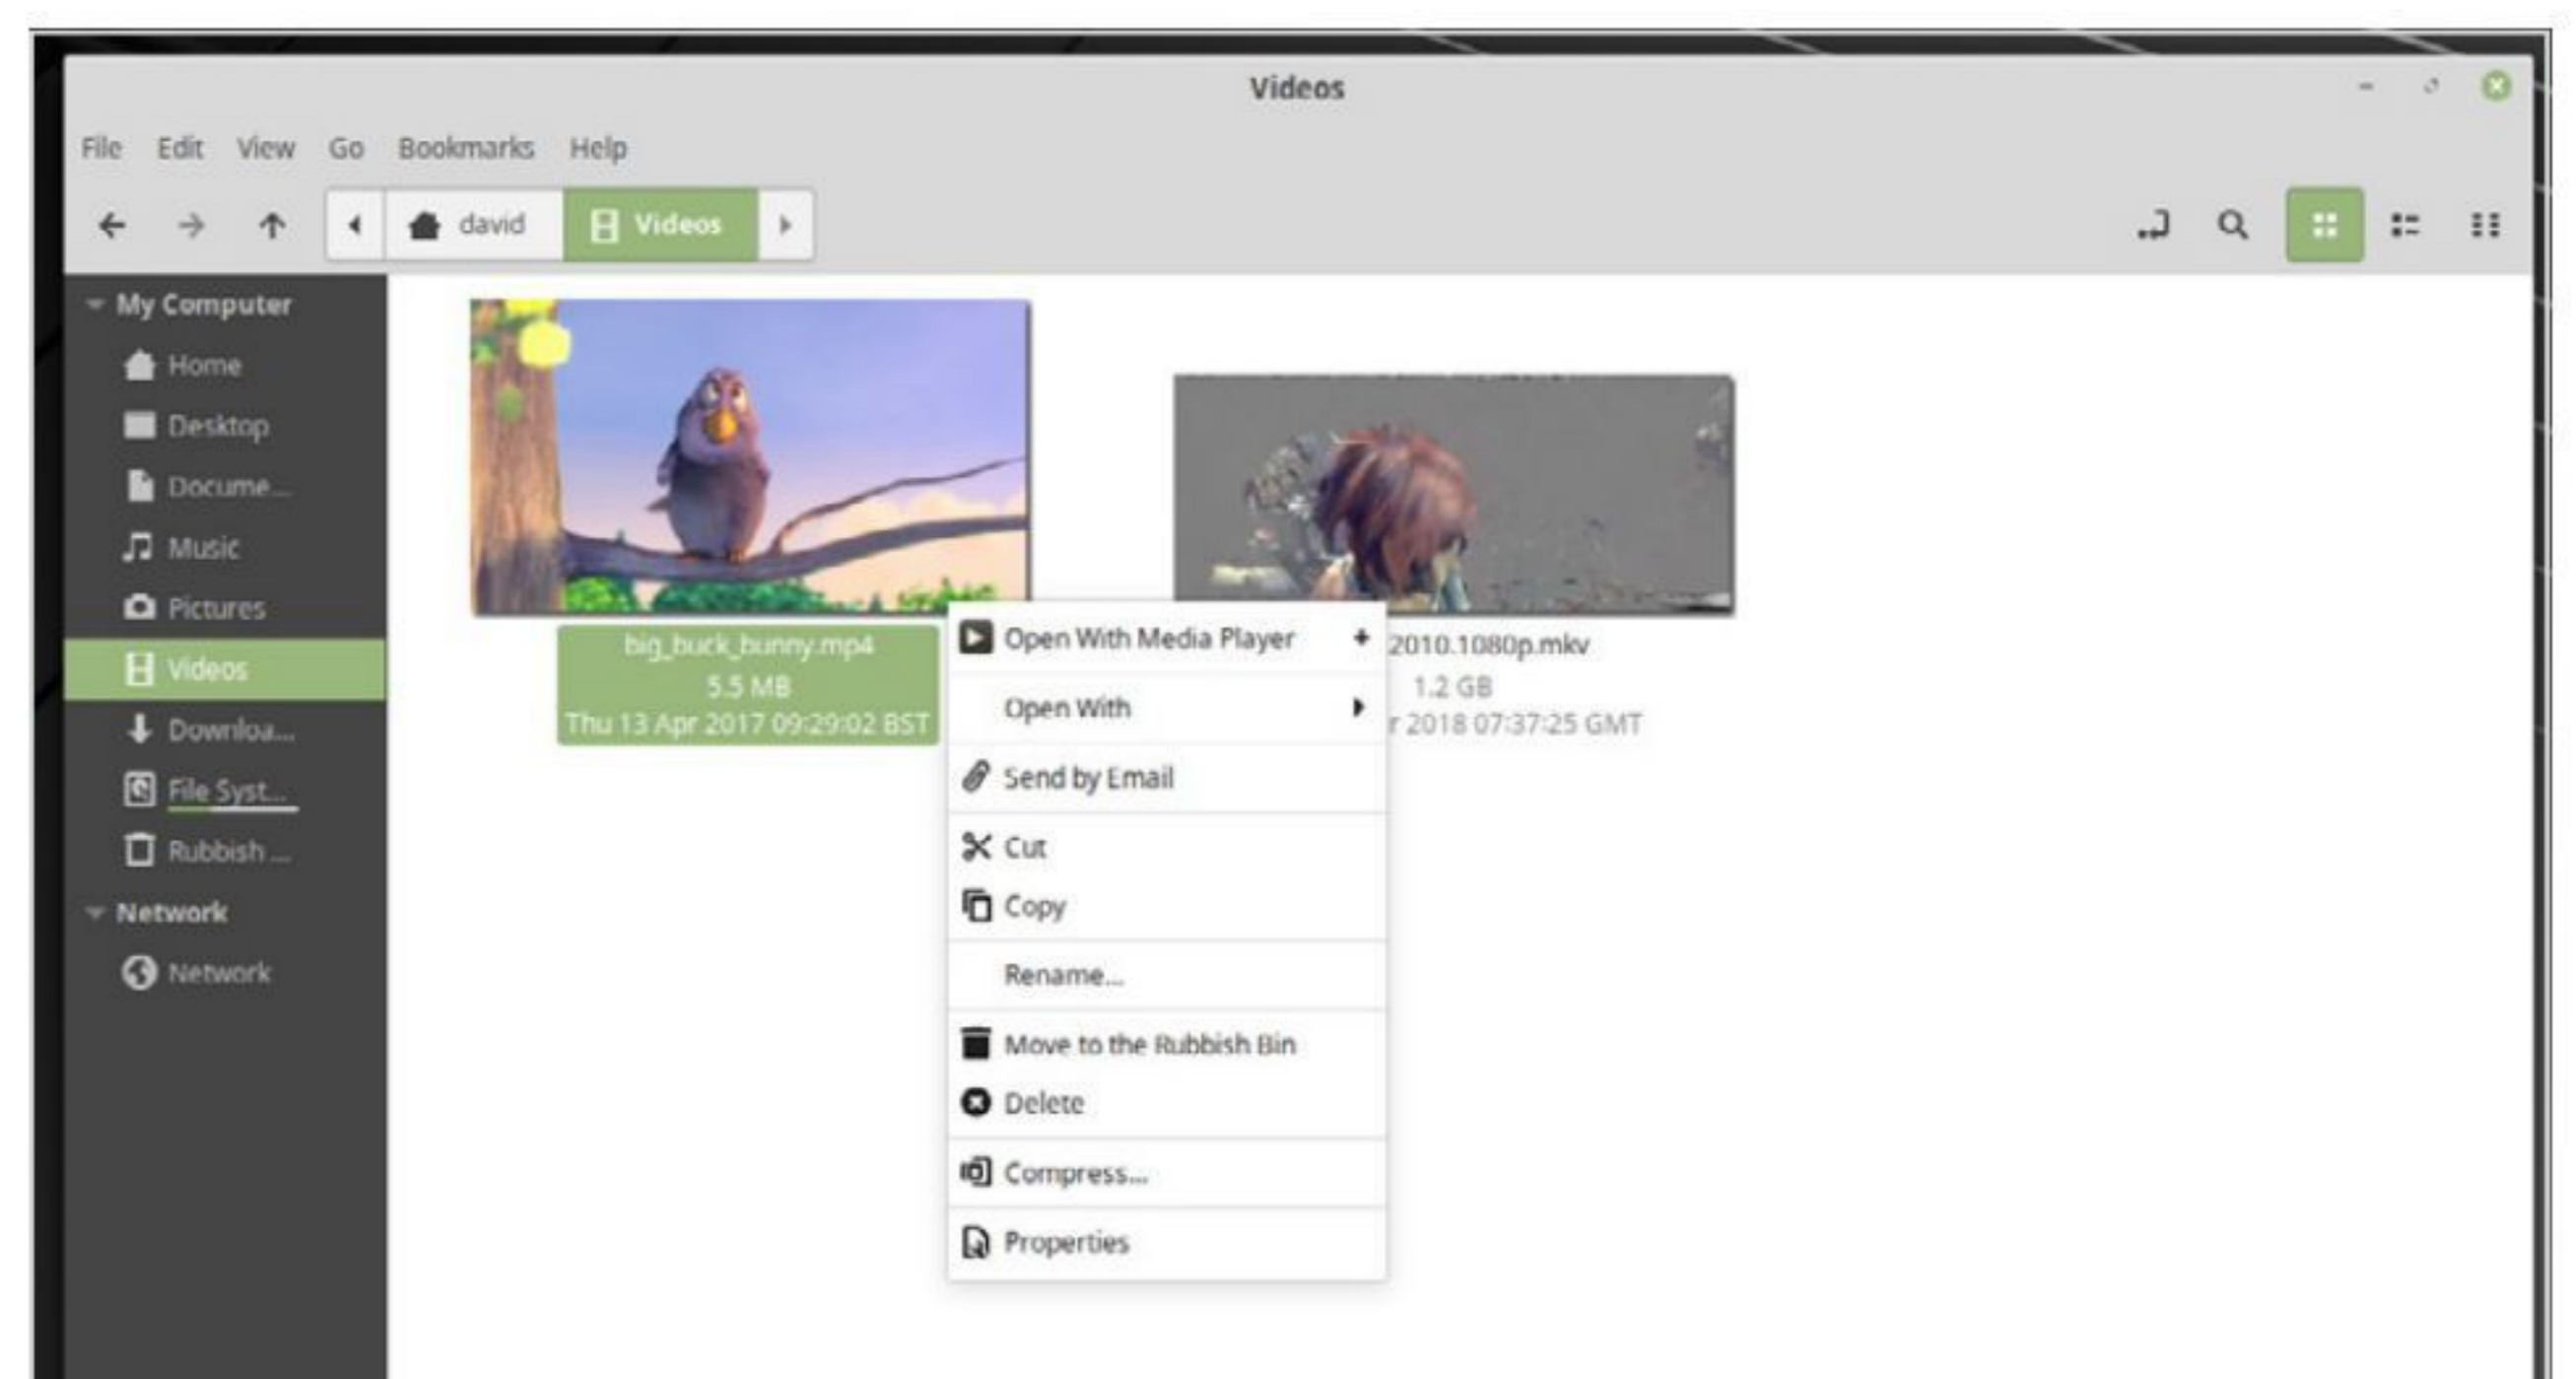 Videos
File Edit View Go Bookmarks Help
david Videos
My Computer
Home
Desktop
Docume...
Music
Pictures
Videos
Downloa...
File Syst...
Rubbish ...
Network
Network
big_buck_bunny.mp4
5.5 MB
Thu 13 Apr 2017 09:29:02 BST
2010.1080p.mkv
1.2 GB
r 2018 07:37:25 GMT
Open With Media Player +
Open With
Send by Email
Cut
Copy
Rename...
Move to the Rubbish Bin
Delete
Compress...
Properties